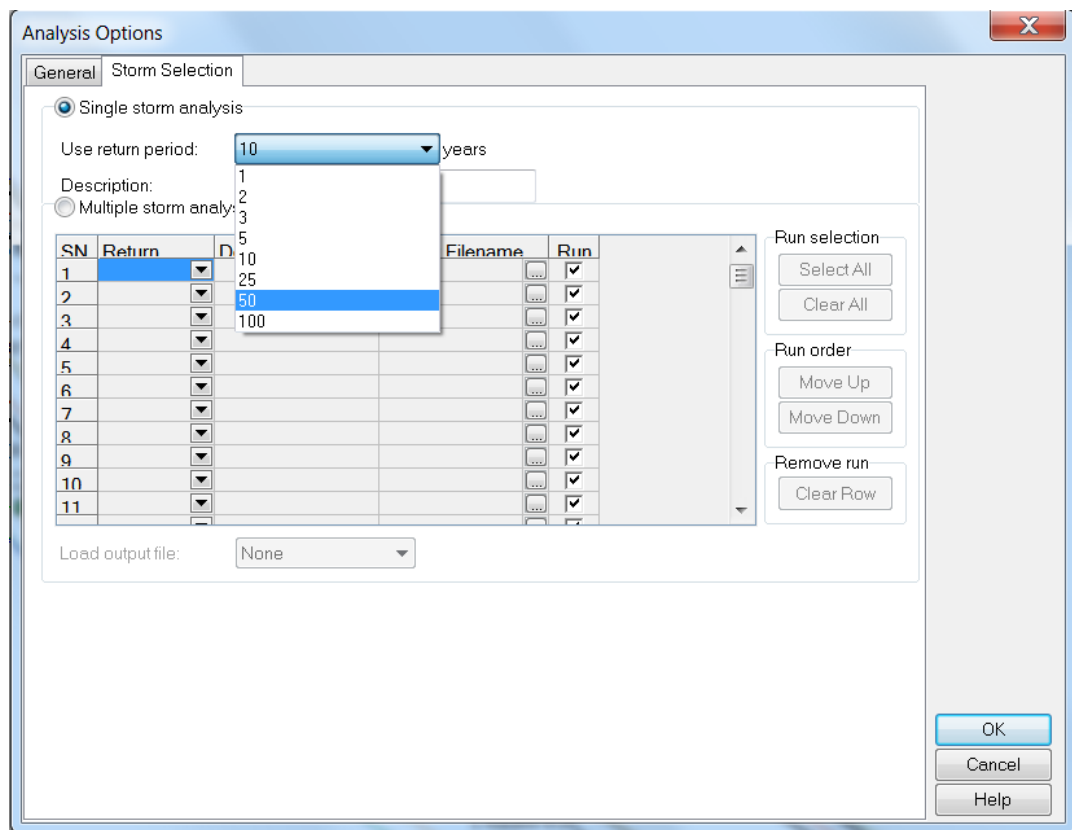 Analysis Options
X
General Storm Selection
Single storm analysis
Use return period: 10 years
Description:
1
2
3
5
10
25
50
100
Multiple storm
SN Return Filename Run
1 ...
2 ...
3 ...
4 ...
5 ...
6 ...
7 ...
8 ...
9 ...
10 ...
11 ...
Load output file: None
Run selection
Select All
Clear All
Run order
Move Up
Move Down
Remove run
Clear Row
OK
Cancel
Help